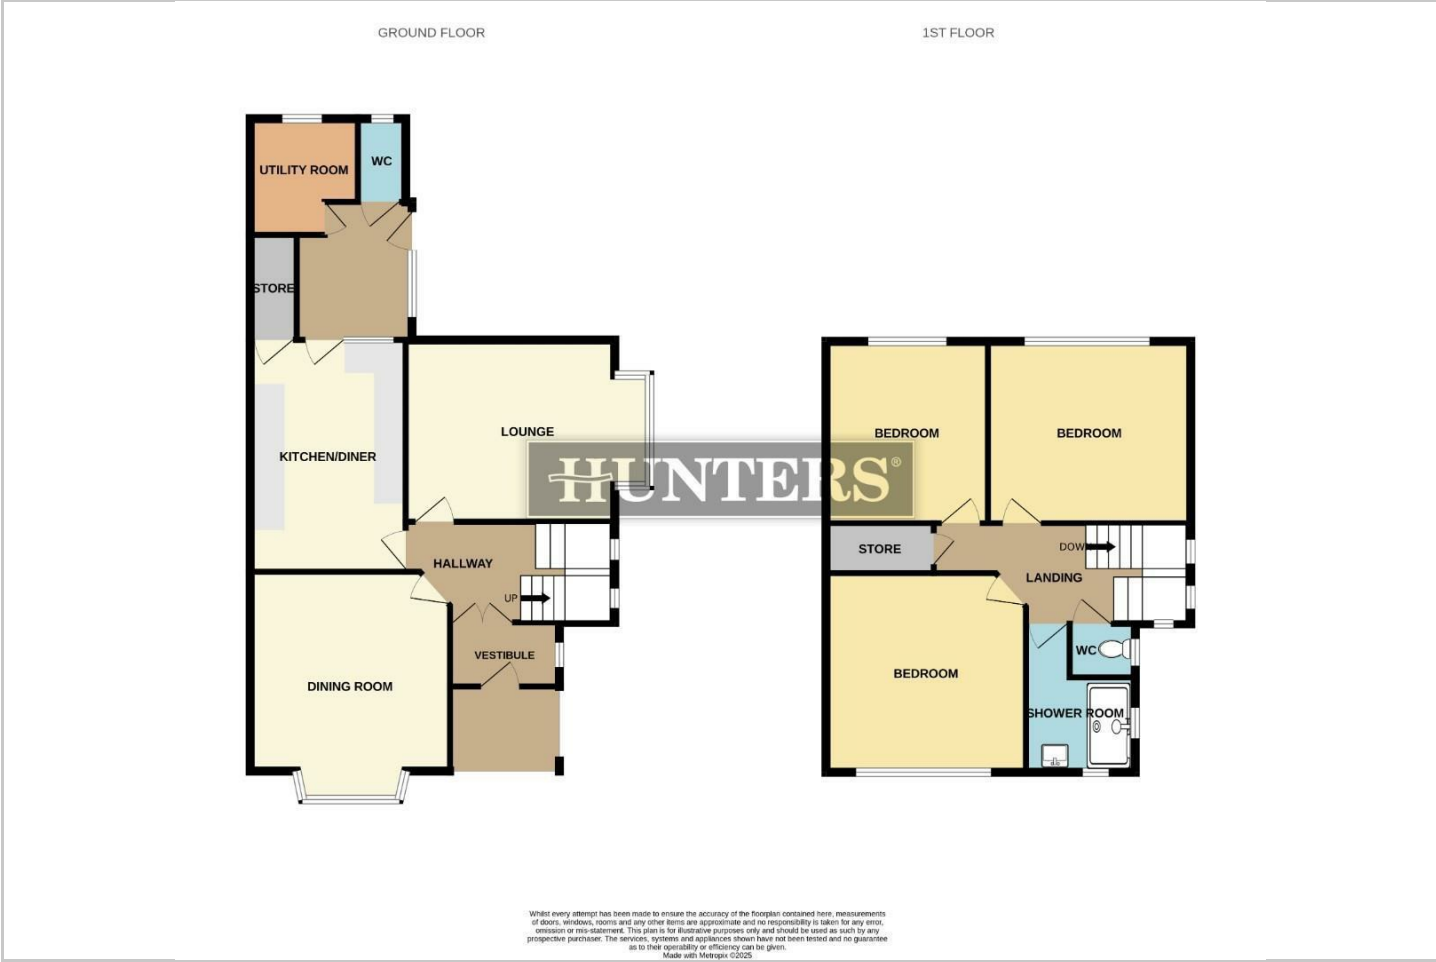 GROUND FLOOR
1ST FLOOR
UTILITY ROOM
WC
STORE
KITCHEN/DINER
LOUNGE
HALLWAY
UP
VESTIBULE
DINING ROOM
BEDROOM
BEDROOM
STORE
DOW
LANDING
BEDROOM
WC
SHOWER ROOM
HUNTERS®
Whilst every attempt has been made to ensure the accuracy of the floorplan contained here, measurements
of doors, windows, rooms and any other items are approximate and no responsibility is taken for any error,
omission or mis-statement. This plan is for illustrative purposes only and should be used as such by any
prospective purchaser. The services, systems and appliances shown have not been tested and no guarantee
as to their operability or efficiency can be given.
Made with Metropix ©2025